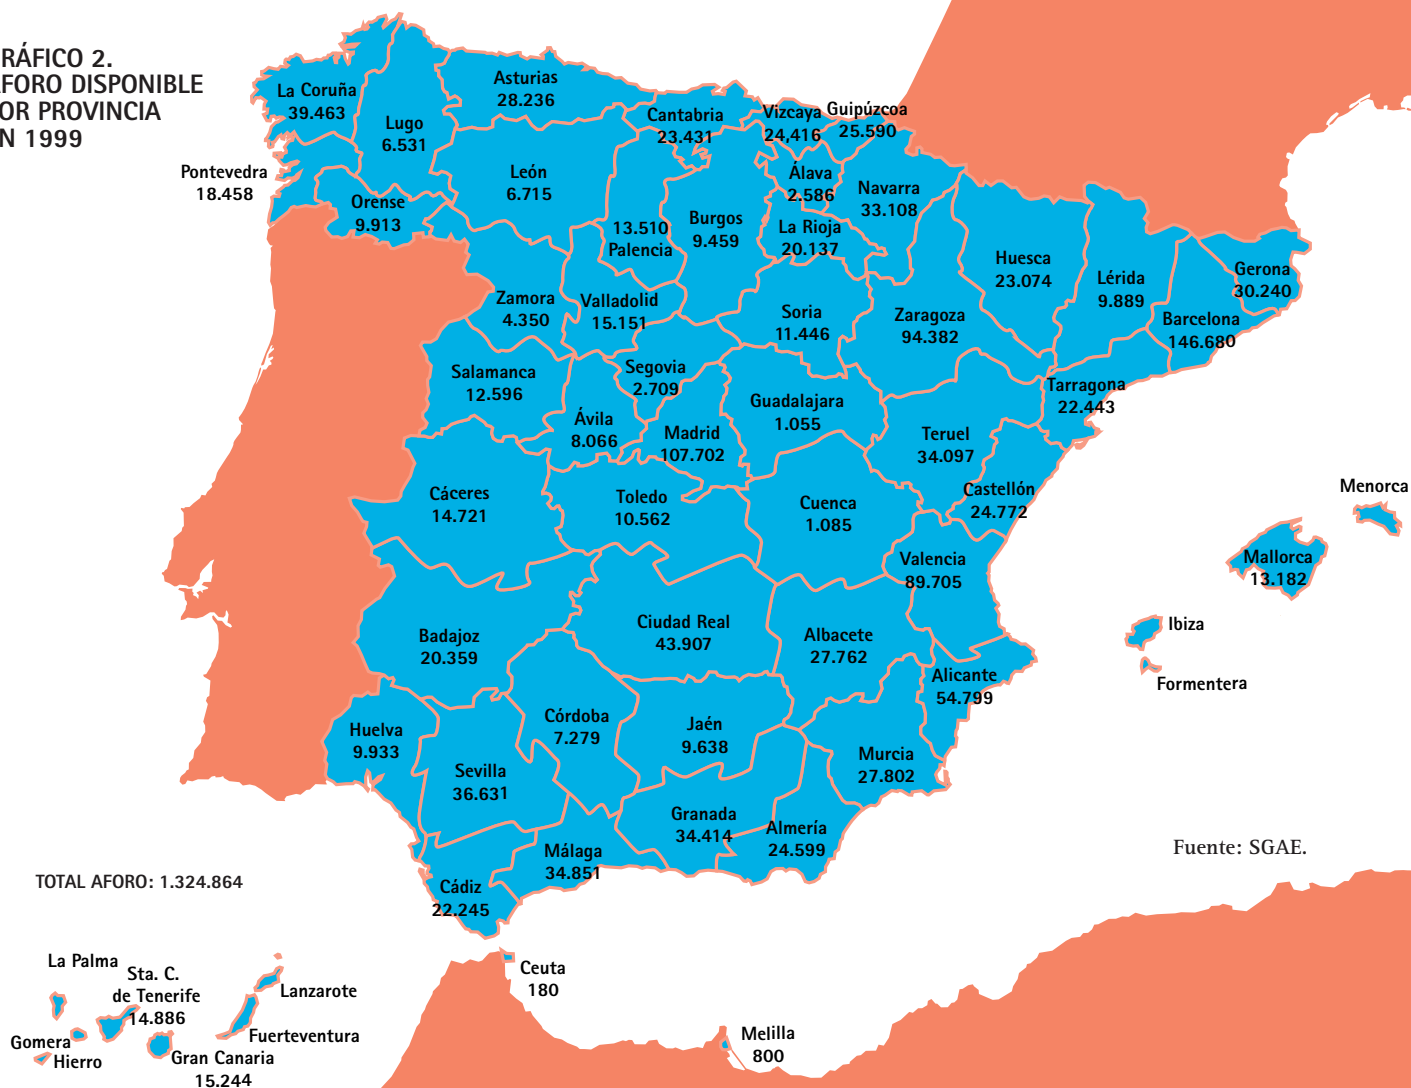 RÁFICO 2.
FORO DISPONIBLE
OR PROVINCIA
N 1999
La Coruña
39.463
Lugo
6.531
Asturias
28.236
Cantabria
23.431
Vizcaya
24,416
Guipúzcoa
25.590
Pontevedra
18.458
Orense
9.913
León
6.715
Álava
2.586
Navarra
33.108
13.510
Palencia
Burgos
9.459
La Rioja
20.137
Huesca
23.074
Lérida
9.889
Gerona
30.240
Zamora
4.350
Valladolid
15.151
Soria
11.446
Zaragoza
94.382
Barcelona
146.680
Salamanca
12.596
Segovia
2.709
Guadalajara
1.055
Tarragona
22.443
Ávila
8.066
Madrid
107.702
Teruel
34.097
Cáceres
14.721
Toledo
10.562
Cuenca
1.085
Castellón
24.772
Menorca
Valencia
89.705
Mallorca
13.182
Badajoz
20.359
Ciudad Real
43.907
Albacete
27.762
Ibiza
Alicante
54.799
Formentera
Huelva
9.933
Córdoba
7.279
Jaén
9.638
Sevilla
36.631
Murcia
27.802
Granada
34.414
Almería
24.599
Málaga
34.851
Fuente: SGAE.
TOTAL AFORO: 1.324.864
Cádiz
22.245
La Palma
Sta. C.
de Tenerife
14.886
Lanzarote
Ceuta
180
Gomera
Hierro
Fuerteventura
Gran Canaria
15.244
Melilla
800